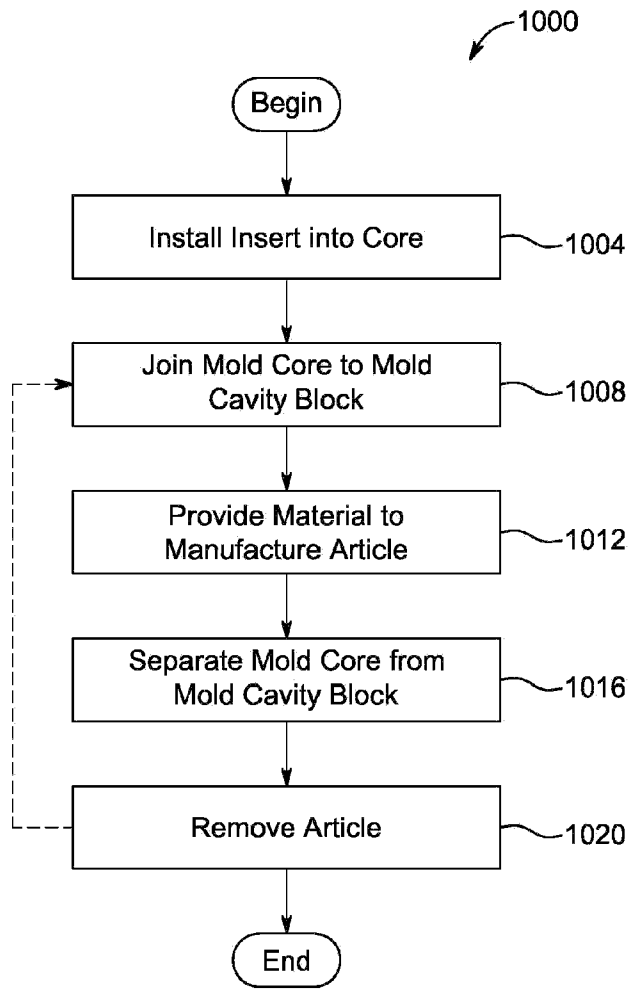 1000
Begin
Install Insert into Core
1004
Join Mold Core to Mold
Cavity Block
1008
Provide Material to
Manufacture Article
1012
Separate Mold Core from
Mold Cavity Block
1016
Remove Article
1020
End